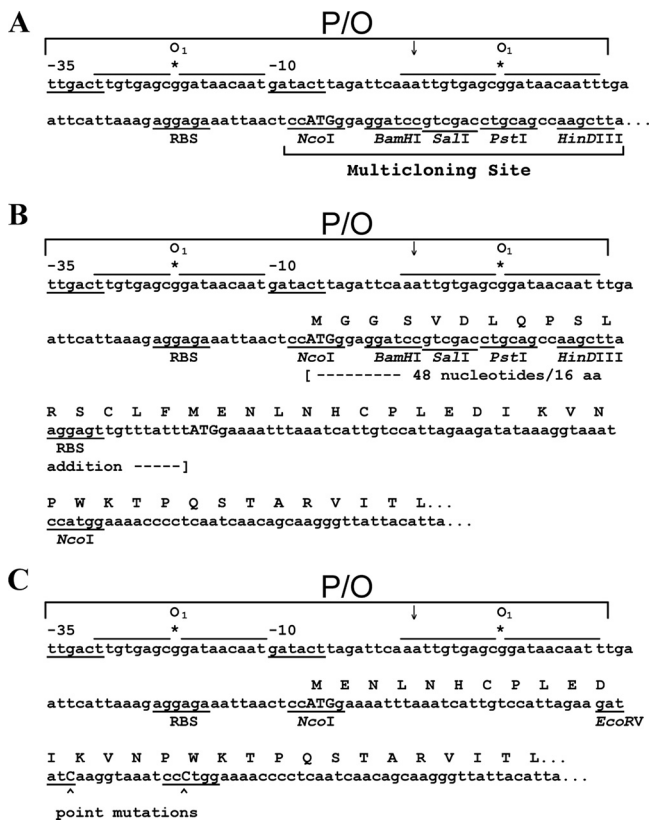 A
P/O
O₁ O₁
-35 * -10 ↓ *
ttgacttgtgagcggataacaatgatacttagattcaaattgtgagcggataacaatttga
attcattaaagaggagaaattaactccATGggaggatccgtcgacctgcagccaagctta...
RBS NcoI BamHI SalI PstI HinDIII
Multicloning Site
B
P/O
O₁ O₁
-35 * -10 ↓ *
ttgacttgtgagcggataacaatgatacttagattcaaattgtgagcggataacaatttga
M G G S V D L Q P S L
attcattaaagaggagaaattaactccATGggaggatccgtcgacctgcagccaagctta
RBS NcoI BamHI SalI PstI HinDIII
[ --------- 48 nucleotides/16 aa
R S C L F M E N L N H C P L E D I K V N
aggagttgtttatttATGgaaaatttaaatcattgtccattagaagatataaaggtaaat
RBS
addition -----]
P W K T P Q S T A R V I T L...
ccatggaaaacccctcaatcaacagcaagggttattacatta...
NcoI
C
P/O
O₁ O₁
-35 * -10 ↓ *
ttgacttgtgagcggataacaatgatacttagattcaaattgtgagcggataacaatttga
M E N L N H C P L E D
attcattaaagaggagaaattaactccATGgaaaatttaaatcattgtccattagaagat
RBS NcoI EcoRV
I K V N P W K T P Q S T A R V I T L...
atCaaggtaaatccCtggaaaacccctcaatcaacagcaagggttattacatta...
^ ^
point mutations